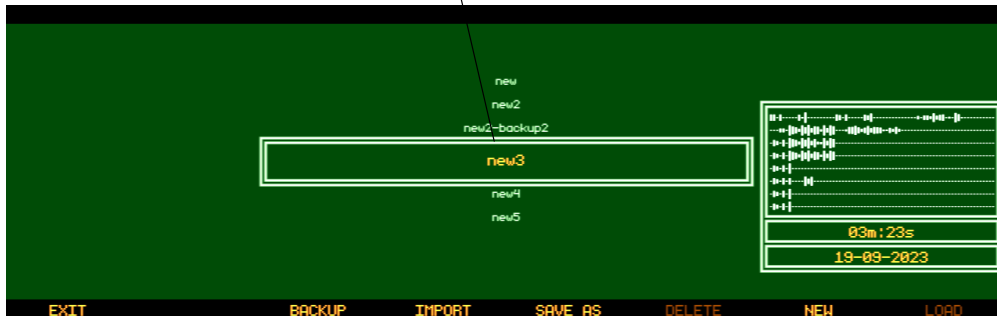 new
new2
new2-backup2
new3
new4
new5
03m:23s
19-09-2023
EXIT BACKUP IMPORT SAVE AS DELETE NEW LOAD